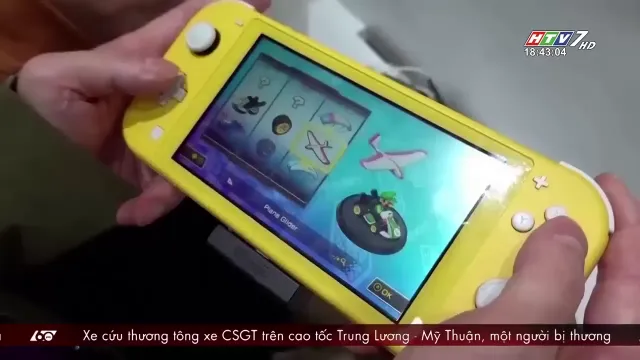 HTV7 HD
18:43:04
Plane Glider
OK
Y
60
Xe cứu thương tông xe CSGT trên cao tốc Trung Lương - Mỹ Thuận, một người bị thương